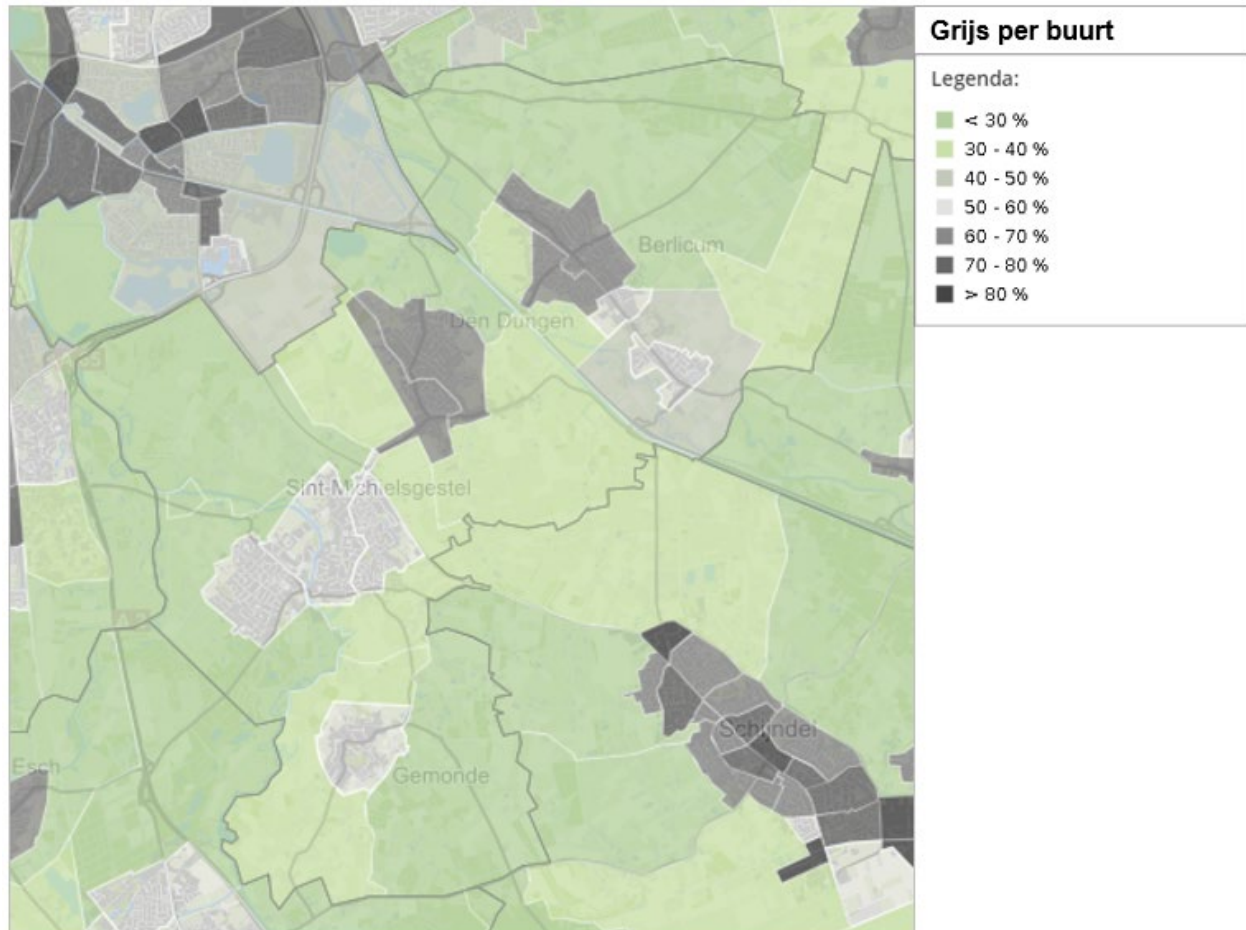 Grijs per buurt
Legenda:
< 30 %
30 - 40 %
40 - 50 %
50 - 60 %
60 - 70 %
70 - 80 %
> 80 %
Berlicum
Den Dungen
Sint-Michielsgestel
Schijndel
Esch
Gemonde